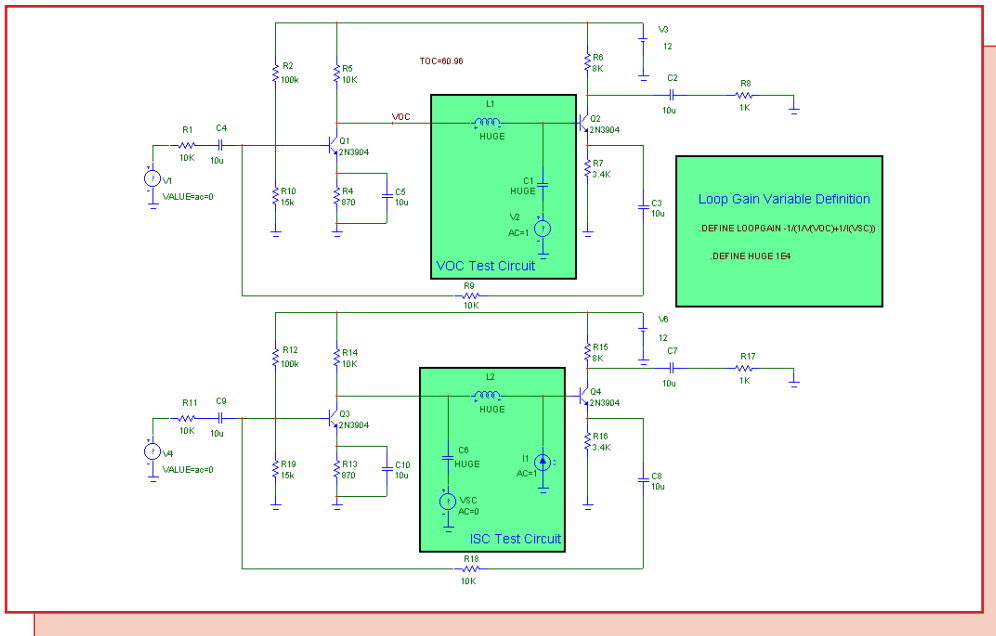 V3
12
R2
100k
R5
10K
TOC=60.96
R6
8K
C2
10u
R8
1K
L1
HUGE
VOC
Q2
2N3904
R1
10K
C4
10u
Q1
2N3904
V1
VALUE=ac=0
R10
15k
R4
870
C5
10u
C1
HUGE
V2
AC=1
R7
3.4K
C3
10u
VOC Test Circuit
R9
10K
Loop Gain Variable Definition
.DEFINE LOOPGAIN -1/(1/V(VOC)+1/I(VSC))
.DEFINE HUGE 1E4
V6
12
R12
100k
R14
10K
R15
8K
C7
10u
R17
1K
L2
HUGE
Q4
2N3904
R11
10K
C9
10u
Q3
2N3904
V4
VALUE=ac=0
R19
15k
R13
870
C10
10u
C6
HUGE
VSC
AC=0
I1
AC=1
R16
3.4K
C8
10u
ISC Test Circuit
R18
10K